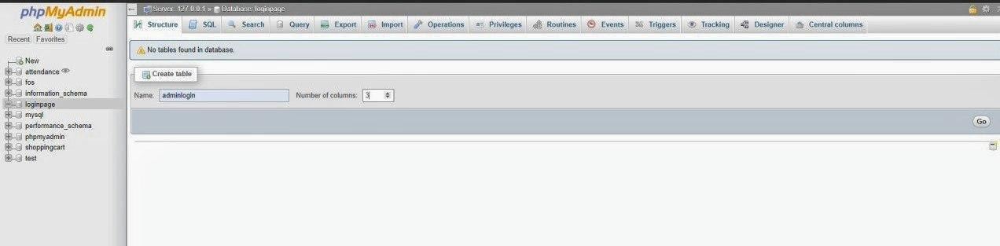 phpMyAdmin
Recent Favorites
New
attendance
fos
information_schema
loginpage
mysql
performance_schema
phpmyadmin
shoppingcart
test
Server: 127.0.0.1 » Database: loginpage
Structure SQL Search Query Export Import Operations Privileges Routines Events Triggers Tracking Designer Central columns
No tables found in database.
Create table
Name: adminlogin Number of columns: 3
Go